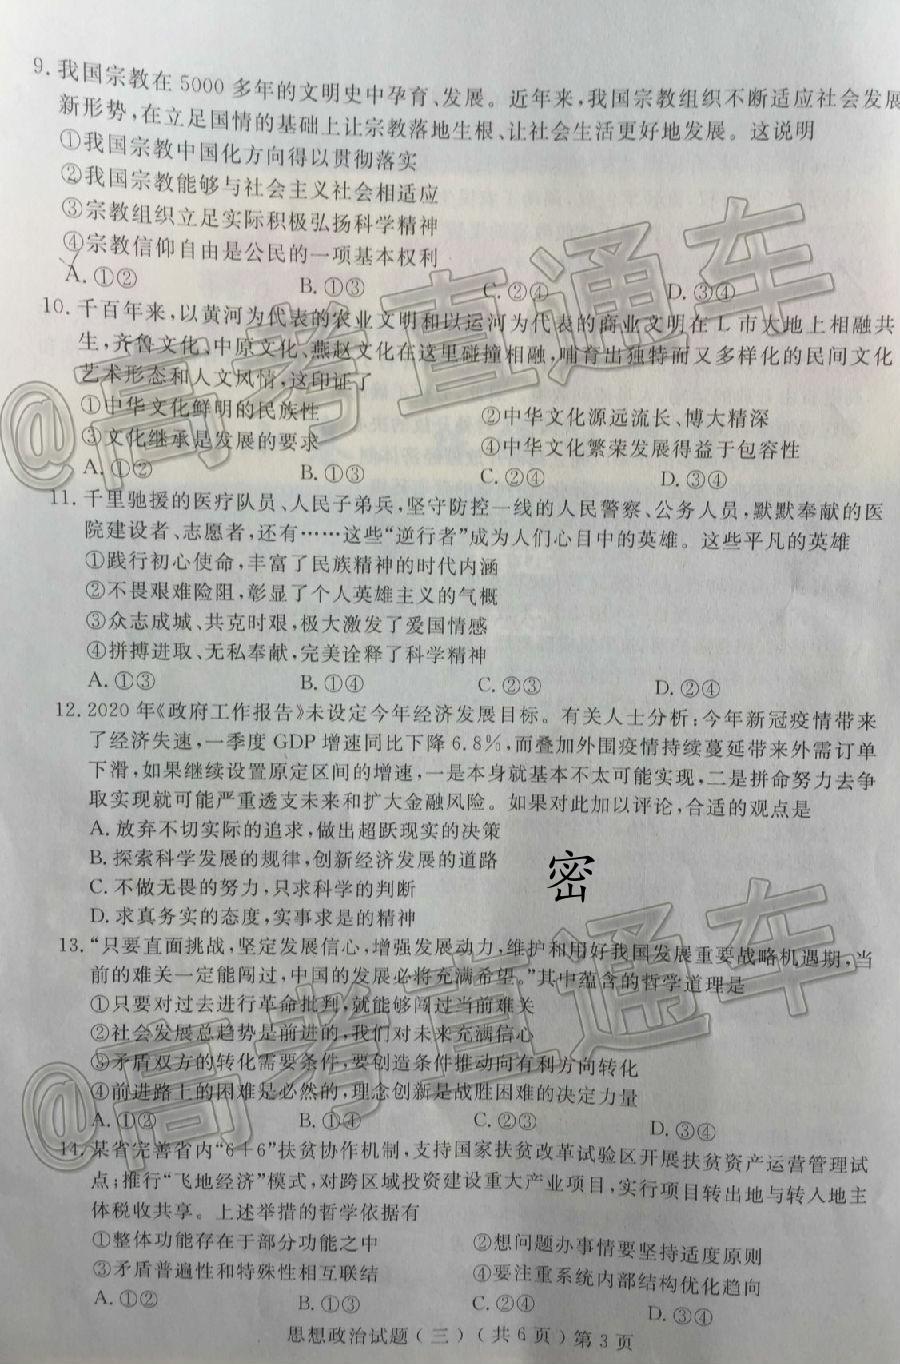 9. 我国宗教在 5000 多年的文明史中孕育、发展。近年来,我国宗教组织不断适应社会发展
新形势,在立足国情的基础上让宗教落地生根、让社会生活更好地发展。这说明
①我国宗教中国化方向得以贯彻落实
②我国宗教能够与社会主义社会相适应
③宗教组织立足实际积极弘扬科学精神
④宗教信仰自由是公民的一项基本权利
A. ①② B. ①③ C. ②④ D. ③④
10. 千百年来,以黄河为代表的农业文明和以运河为代表的商业文明在 L 市大地上相融共
生,齐鲁文化、中原文化、燕赵文化在这里碰撞相融,哺育出独特而又多样化的民间文化
艺术形态和人文风情,这印证了
①中华文化鲜明的民族性 ②中华文化源远流长、博大精深
③文化继承是发展的要求 ④中华文化繁荣发展得益于包容性
A. ①② B. ①③ C. ②④ D. ③④
11. 千里驰援的医疗队员、人民子弟兵,坚守防控一线的人民警察、公务人员,默默奉献的医
院建设者、志愿者,还有……这些“逆行者”成为人们心目中的英雄。这些平凡的英雄
①践行初心使命,丰富了民族精神的时代内涵
②不畏艰难险阻,彰显了个人英雄主义的气概
③众志成城、共克时艰,极大激发了爱国情感
④拼搏进取、无私奉献,完美诠释了科学精神
A. ①③ B. ①④ C. ②③ D. ②④
12. 2020 年《政府工作报告》未设定今年经济发展目标。有关人士分析:今年新冠疫情带来
了经济失速,一季度 GDP 增速同比下降 6.8%,而叠加外围疫情持续蔓延带来外需订单
下滑,如果继续设置原定区间的增速,一是本身就基本不太可能实现,二是拼命努力去争
取实现就可能严重透支未来和扩大金融风险。如果对此加以评论,合适的观点是
A. 放弃不切实际的追求,做出超跃现实的决策
B. 探索科学发展的规律,创新经济发展的道路
C. 不做无畏的努力,只求科学的判断
D. 求真务实的态度,实事求是的精神
密
13. “只要直面挑战,坚定发展信心,增强发展动力,维护和用好我国发展重要战略机遇期,当
前的难关一定能闯过,中国的发展必将充满希望。”其中蕴含的哲学道理是
①只要对过去进行革命批判,就能够闯过当前难关
②社会发展总趋势是前进的,我们对未来充满信心
③矛盾双方的转化需要条件,要创造条件推动向有利方向转化
④前进路上的困难是必然的,理念创新是战胜困难的决定力量
A. ①② B. ①④ C. ②③ D. ③④
14. 某省完善省内“6+6”扶贫协作机制,支持国家扶贫改革试验区开展扶贫资产运营管理试
点;推行“飞地经济”模式,对跨区域投资建设重大产业项目,实行项目转出地与转入地主
体税收共享。上述举措的哲学依据有
①整体功能存在于部分功能之中 ②想问题办事情要坚持适度原则
③矛盾普遍性和特殊性相互联结 ④要注重系统内部结构优化趋向
A. ①② B. ①③ C. ②④ D. ③④
思想政治试题(三)(共 6 页)第 3 页
@高考直通车
@高考直通车